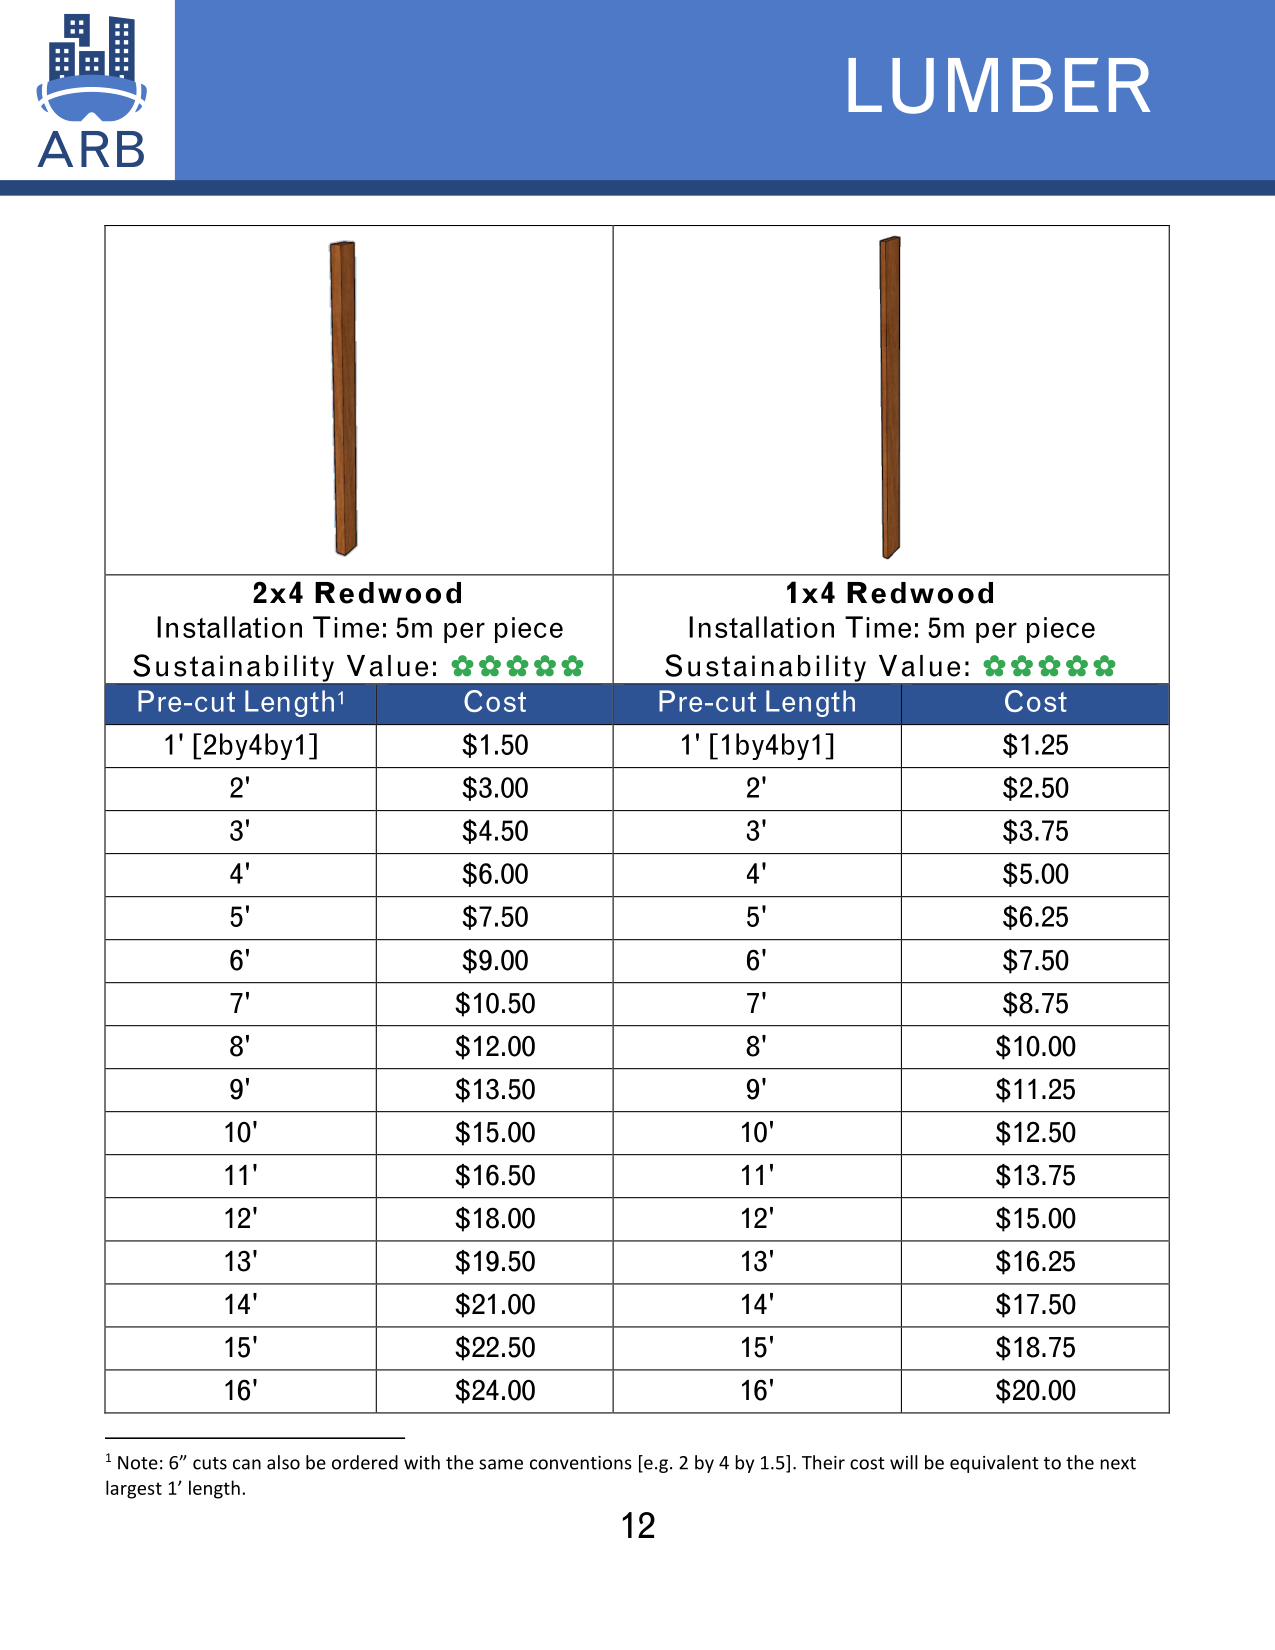 ARB
LUMBER
2x4 Redwood
Installation Time: 5m per piece
Sustainability Value: ✿✿✿✿✿
1x4 Redwood
Installation Time: 5m per piece
Sustainability Value: ✿✿✿✿✿
Pre-cut Length¹ Cost Pre-cut Length Cost
1' [2by4by1] $1.50 1' [1by4by1] $1.25
2' $3.00 2' $2.50
3' $4.50 3' $3.75
4' $6.00 4' $5.00
5' $7.50 5' $6.25
6' $9.00 6' $7.50
7' $10.50 7' $8.75
8' $12.00 8' $10.00
9' $13.50 9' $11.25
10' $15.00 10' $12.50
11' $16.50 11' $13.75
12' $18.00 12' $15.00
13' $19.50 13' $16.25
14' $21.00 14' $17.50
15' $22.50 15' $18.75
16' $24.00 16' $20.00
¹ Note: 6” cuts can also be ordered with the same conventions [e.g. 2 by 4 by 1.5]. Their cost will be equivalent to the next
largest 1’ length.
12